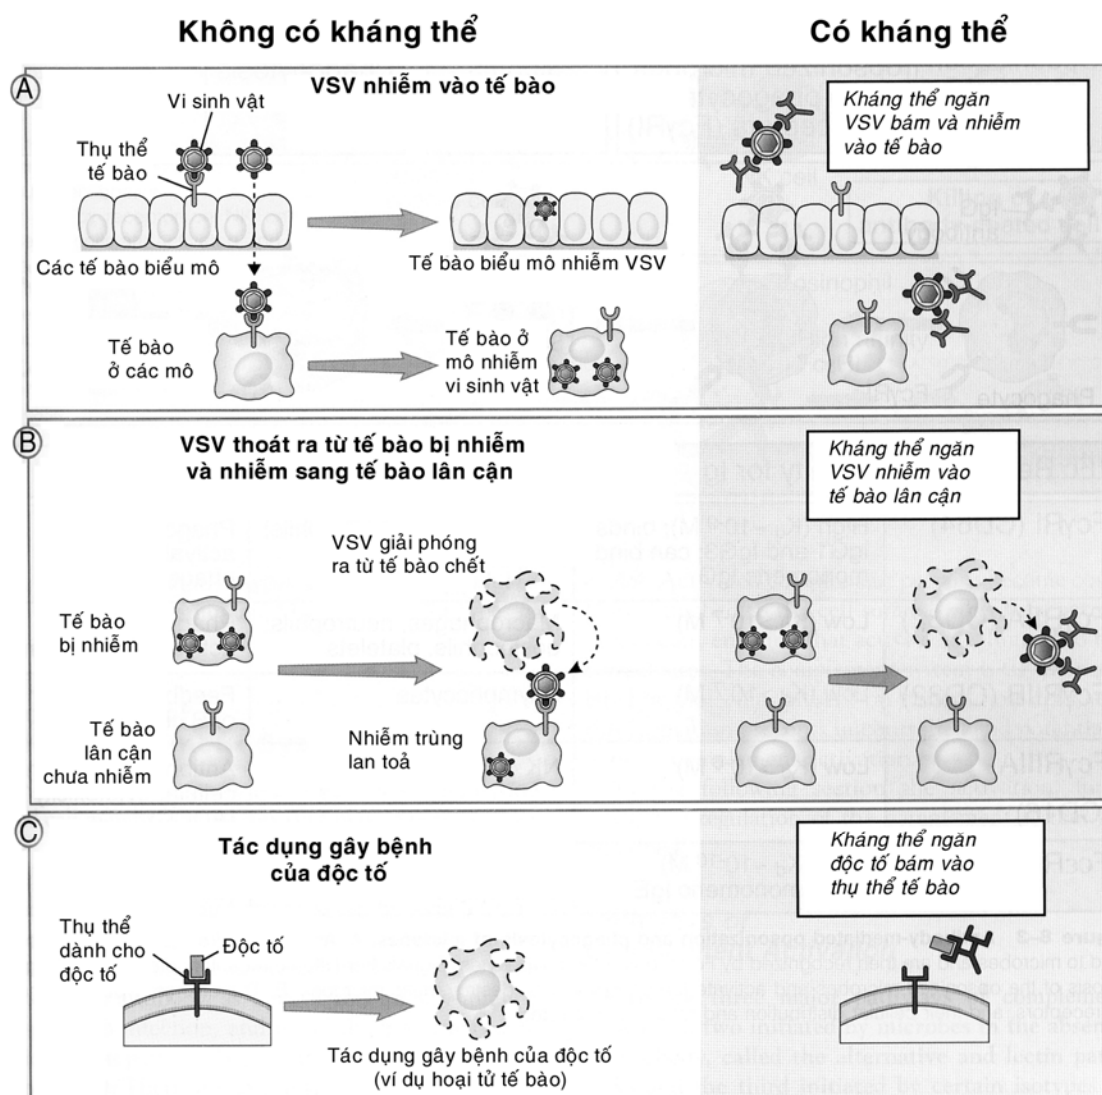 Không có kháng thể
Có kháng thể
A
VSV nhiễm vào tế bào
Vi sinh vật
Thụ thể
tế bào
Các tế bào biểu mô
Tế bào biểu mô nhiễm VSV
Tế bào
ở các mô
Tế bào ở
mô nhiễm
vi sinh vật
Kháng thể ngăn
VSV bám và nhiễm
vào tế bào
B
VSV thoát ra từ tế bào bị nhiễm
và nhiễm sang tế bào lân cận
VSV giải phóng
ra từ tế bào chết
Tế bào
bị nhiễm
Tế bào
lân cận
chưa nhiễm
Nhiễm trùng
lan toả
Kháng thể ngăn
VSV nhiễm vào
tế bào lân cận
C
Tác dụng gây bệnh
của độc tố
Thụ thể
dành cho
độc tố
Độc tố
Tác dụng gây bệnh của độc tố
(ví dụ hoại tử tế bào)
Kháng thể ngăn
độc tố bám vào
thụ thể tế bào